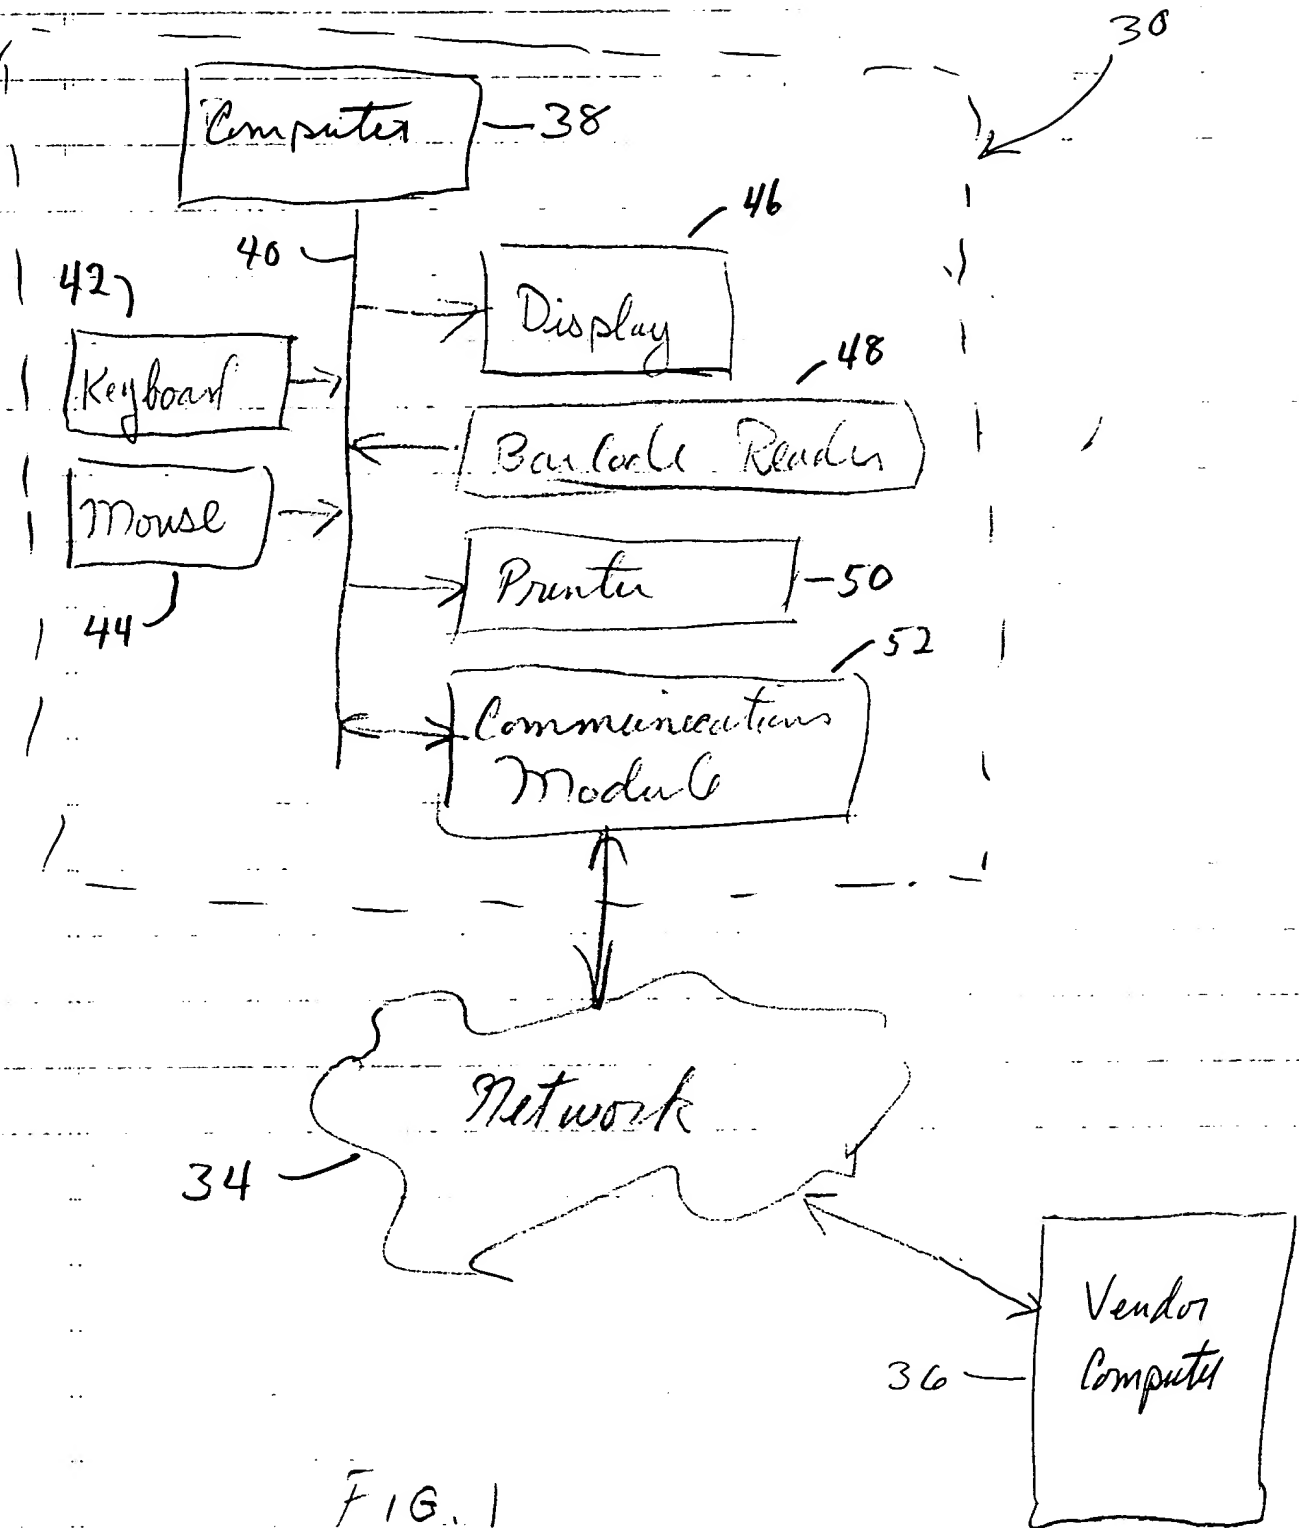 30
Computer
38
46
40
42
Display
48
Keyboard
Bar Code Reader
Mouse
Printer
50
44
52
Communications
Module
Network
34
Vendor
36
Computer
FIG. 1